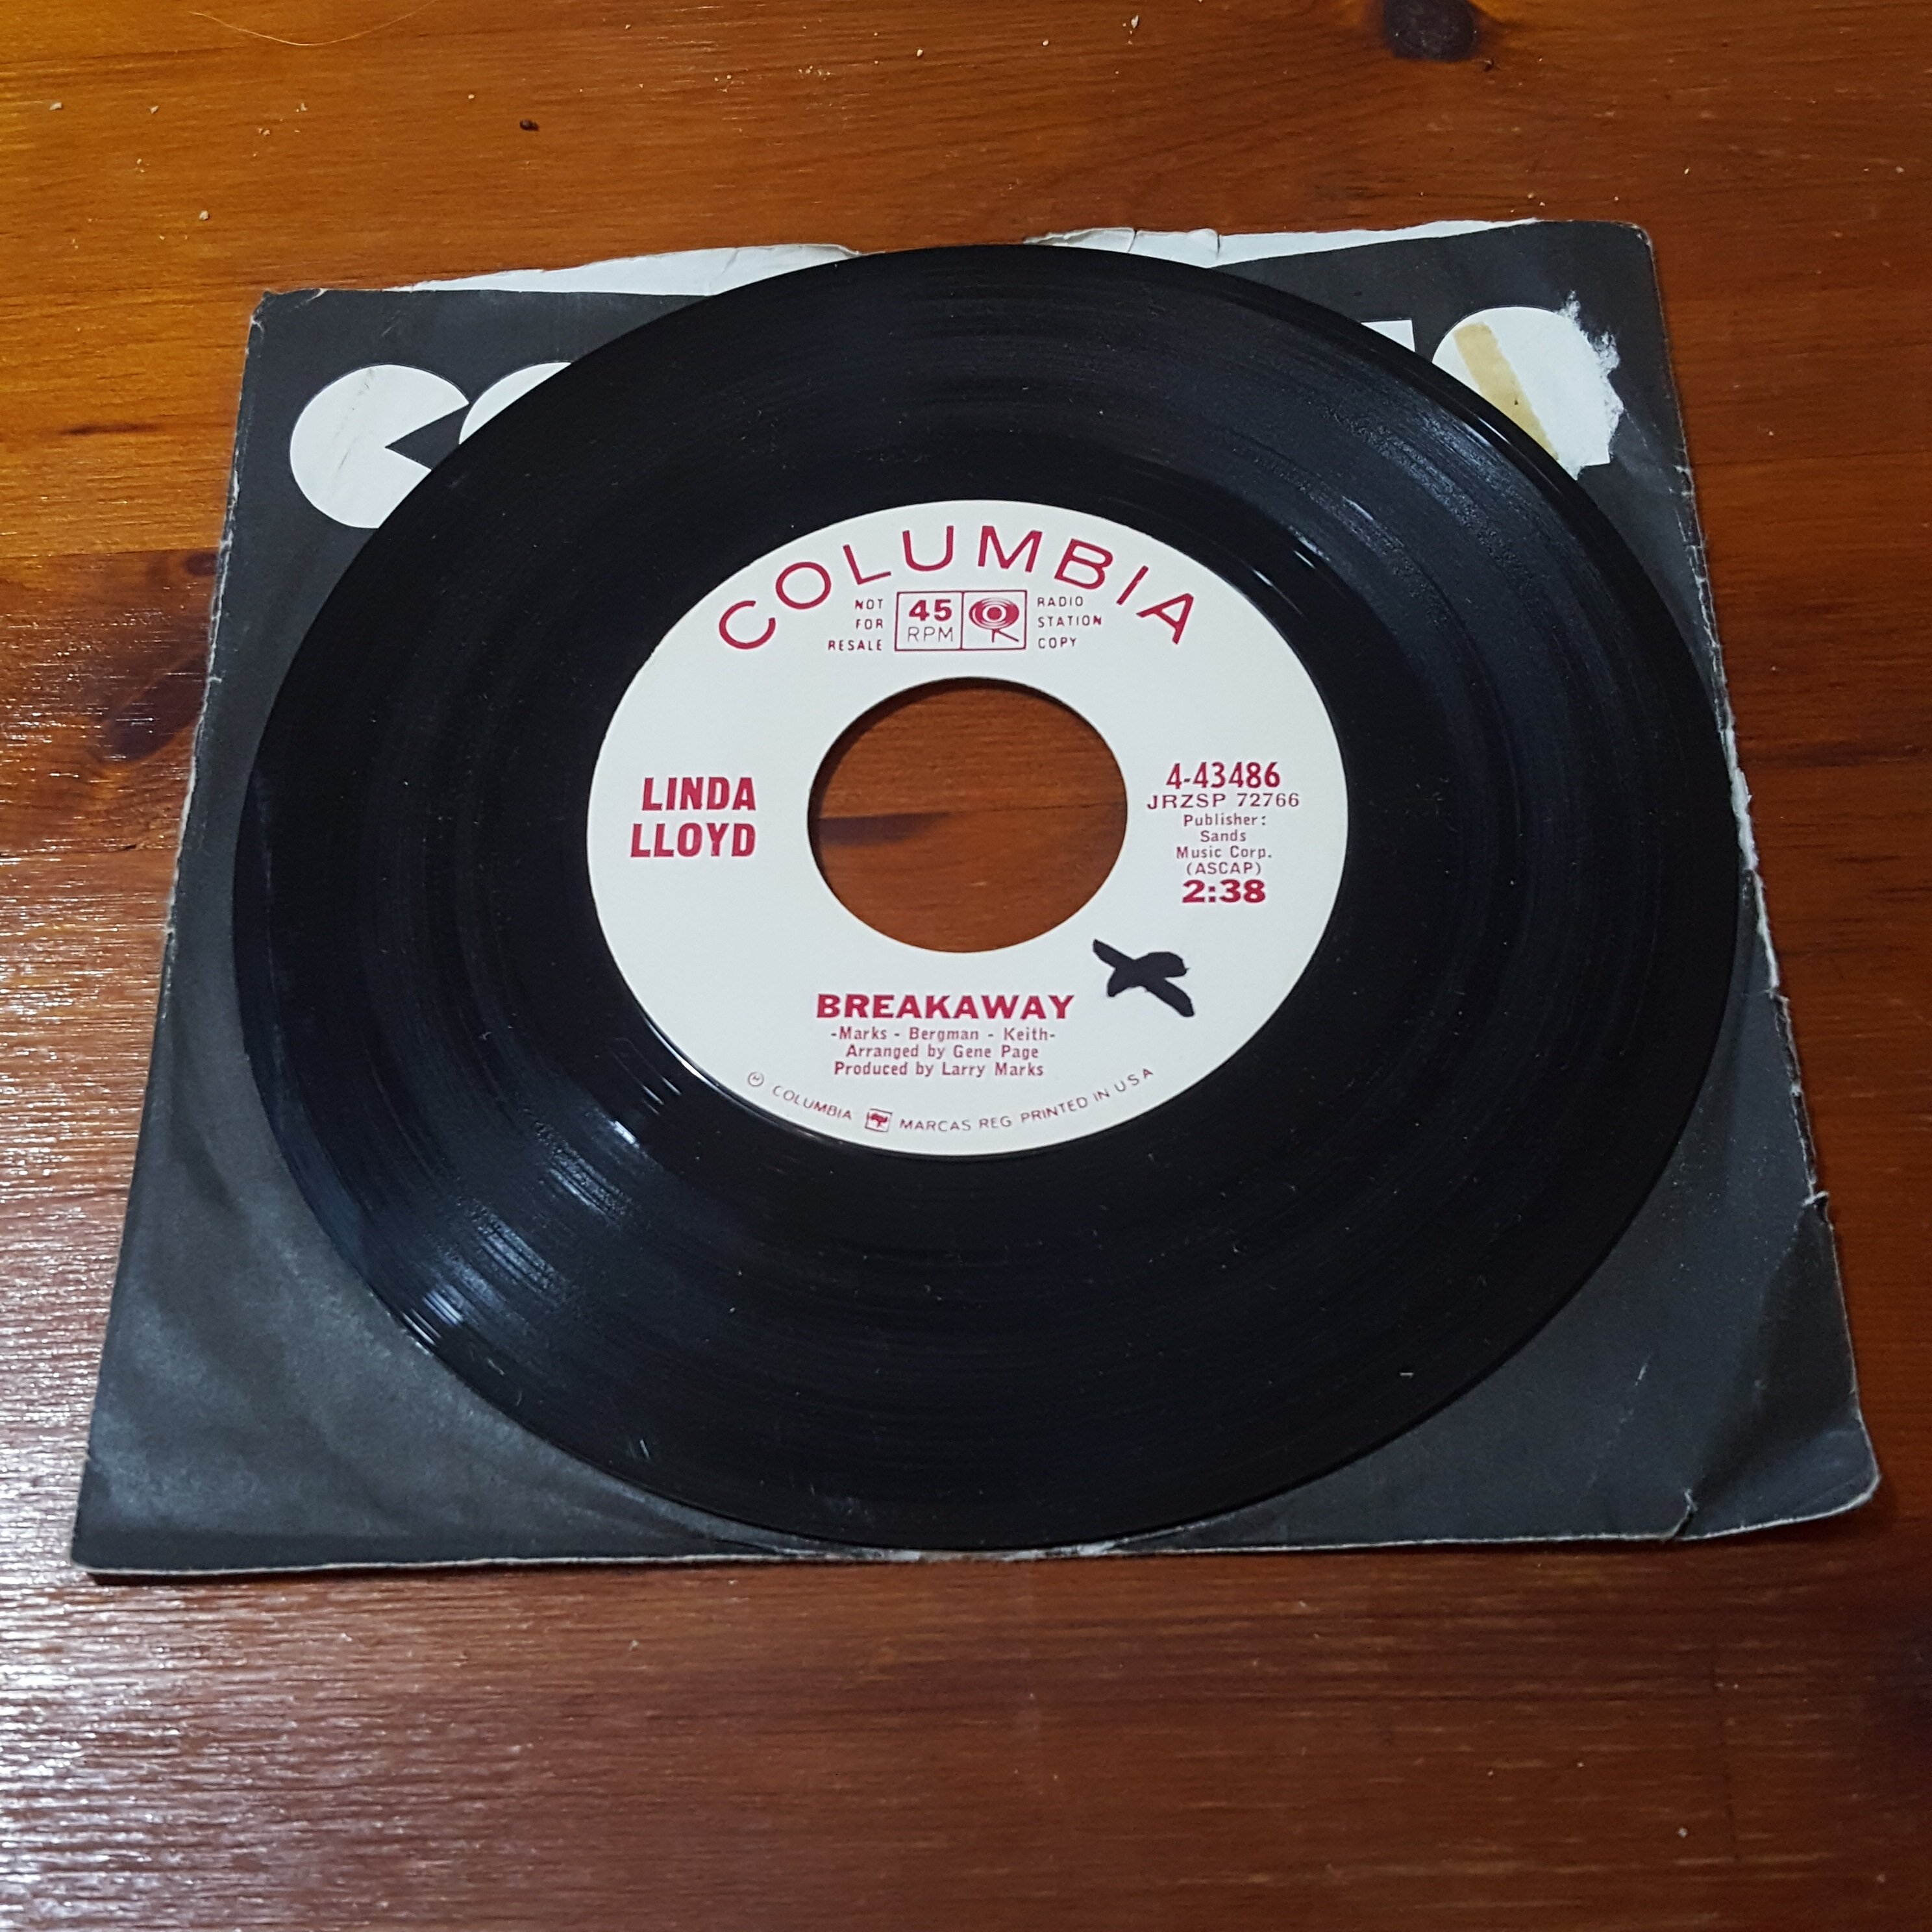 COLUMBIA
NOT
FOR
RESALE
45
RPM
RADIO
STATION
COPY
LINDA
LLOYD
4-43486
JRZSP 72766
Publisher:
Sands
Music Corp.
(ASCAP)
2:38
BREAKAWAY
-Marks - Bergman - Keith-
Arranged by Gene Page
Produced by Larry Marks
COLUMBIA MARCAS REG PRINTED IN U S A